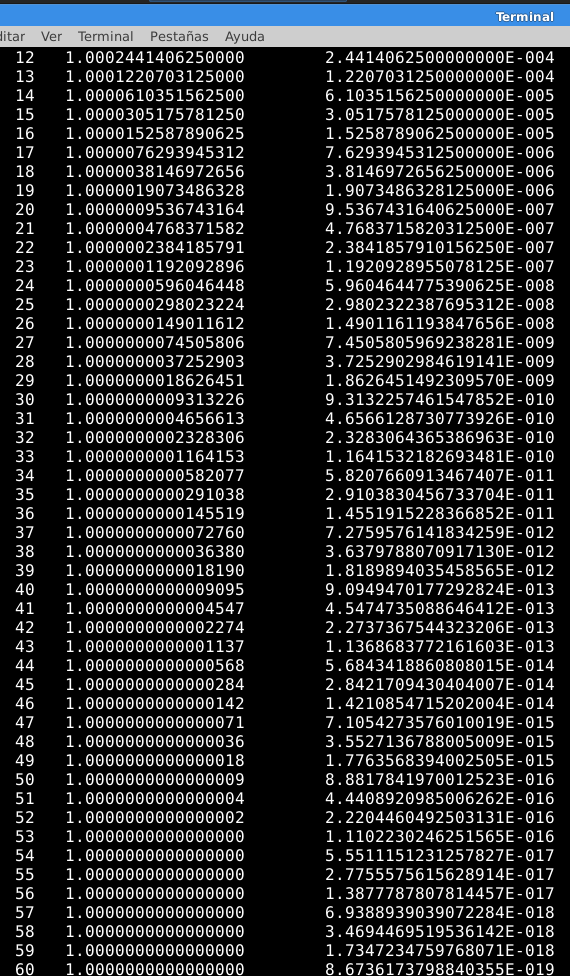 Terminal
ditar Ver Terminal Pestañas Ayuda
12 1.0002441406250000 2.4414062500000000E-004
13 1.0001220703125000 1.2207031250000000E-004
14 1.0000610351562500 6.1035156250000000E-005
15 1.0000305175781250 3.0517578125000000E-005
16 1.0000152587890625 1.5258789062500000E-005
17 1.0000076293945312 7.6293945312500000E-006
18 1.0000038146972656 3.8146972656250000E-006
19 1.0000019073486328 1.9073486328125000E-006
20 1.0000009536743164 9.5367431640625000E-007
21 1.0000004768371582 4.7683715820312500E-007
22 1.0000002384185791 2.3841857910156250E-007
23 1.0000001192092896 1.1920928955078125E-007
24 1.0000000596046448 5.9604644775390625E-008
25 1.0000000298023224 2.9802322387695312E-008
26 1.0000000149011612 1.4901161193847656E-008
27 1.0000000074505806 7.4505805969238281E-009
28 1.0000000037252903 3.7252902984619141E-009
29 1.0000000018626451 1.8626451492309570E-009
30 1.0000000009313226 9.3132257461547852E-010
31 1.0000000004656613 4.6566128730773926E-010
32 1.0000000002328306 2.3283064365386963E-010
33 1.0000000001164153 1.1641532182693481E-010
34 1.0000000000582077 5.8207660913467407E-011
35 1.0000000000291038 2.9103830456733704E-011
36 1.0000000000145519 1.4551915228366852E-011
37 1.0000000000072760 7.2759576141834259E-012
38 1.0000000000036380 3.6379788070917130E-012
39 1.0000000000018190 1.8189894035458565E-012
40 1.0000000000009095 9.0949470177292824E-013
41 1.0000000000004547 4.5474735088646412E-013
42 1.0000000000002274 2.2737367544323206E-013
43 1.0000000000001137 1.1368683772161603E-013
44 1.0000000000000568 5.6843418860808015E-014
45 1.0000000000000284 2.8421709430404007E-014
46 1.0000000000000142 1.4210854715202004E-014
47 1.0000000000000071 7.1054273576010019E-015
48 1.0000000000000036 3.5527136788005009E-015
49 1.0000000000000018 1.7763568394002505E-015
50 1.0000000000000009 8.8817841970012523E-016
51 1.0000000000000004 4.4408920985006262E-016
52 1.0000000000000002 2.2204460492503131E-016
53 1.0000000000000000 1.1102230246251565E-016
54 1.0000000000000000 5.5511151231257827E-017
55 1.0000000000000000 2.7755575615628914E-017
56 1.0000000000000000 1.3877787807814457E-017
57 1.0000000000000000 6.9388939039072284E-018
58 1.0000000000000000 3.4694469519536142E-018
59 1.0000000000000000 1.7347234759768071E-018
60 1.0000000000000000 8.6736173798840355E-019